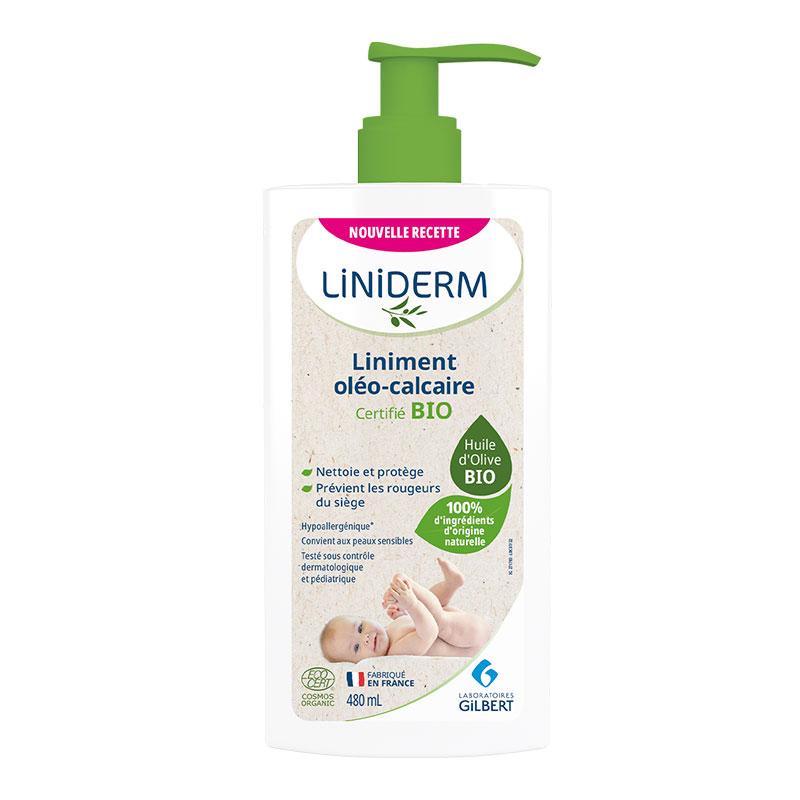 NOUVELLE RECETTE
LiNiDERM
Liniment
oléo-calcaire
Certifié BIO
Huile
d'Olive
BIO
Nettoie et protège
Prévient les rougeurs
du siège
100%
d'ingrédients
d'origine
naturelle
Hypoallergénique*
Convient aux peaux sensibles
Testé sous contrôle
dermatologique
et pédiatrique
ECO
CERT
COSMOS
ORGANIC
FABRIQUÉ
EN FRANCE
480 mL
LABORATOIRES
GiLBERT